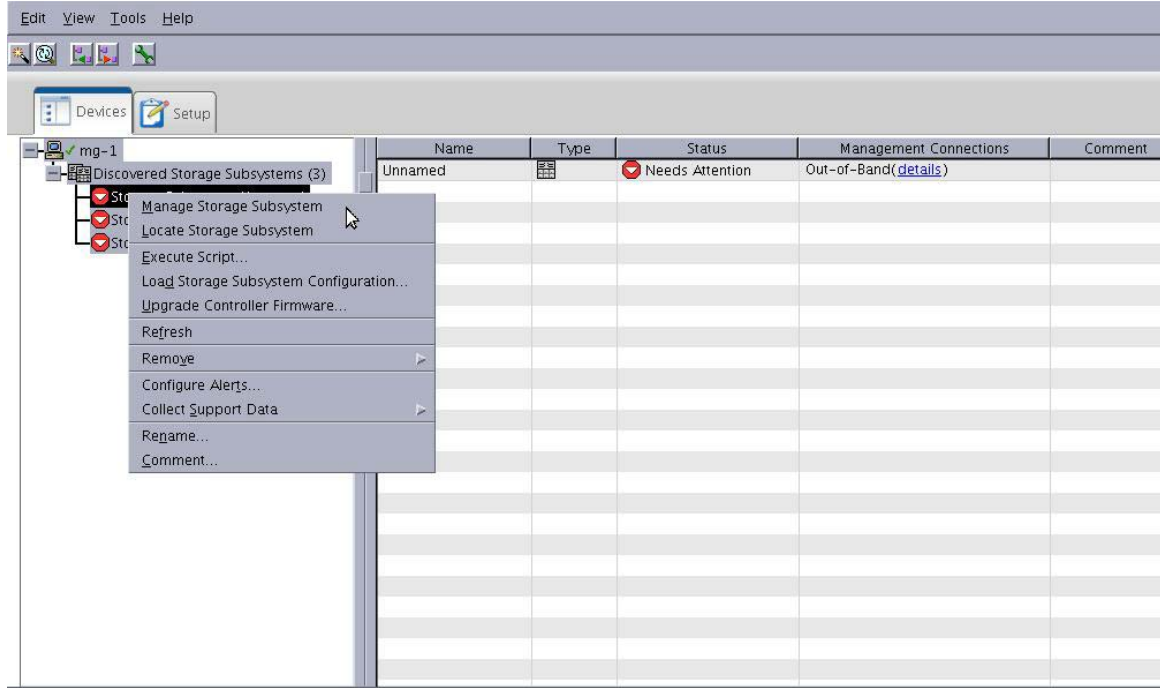 Edit View Tools Help
Devices Setup
mg-1
Discovered Storage Subsystems (3)
Name Type Status Management Connections Comment
Unnamed Needs Attention Out-of-Band(details)
Manage Storage Subsystem
Locate Storage Subsystem
Execute Script...
Load Storage Subsystem Configuration...
Upgrade Controller Firmware...
Refresh
Remove
Configure Alerts...
Collect Support Data
Rename...
Comment...